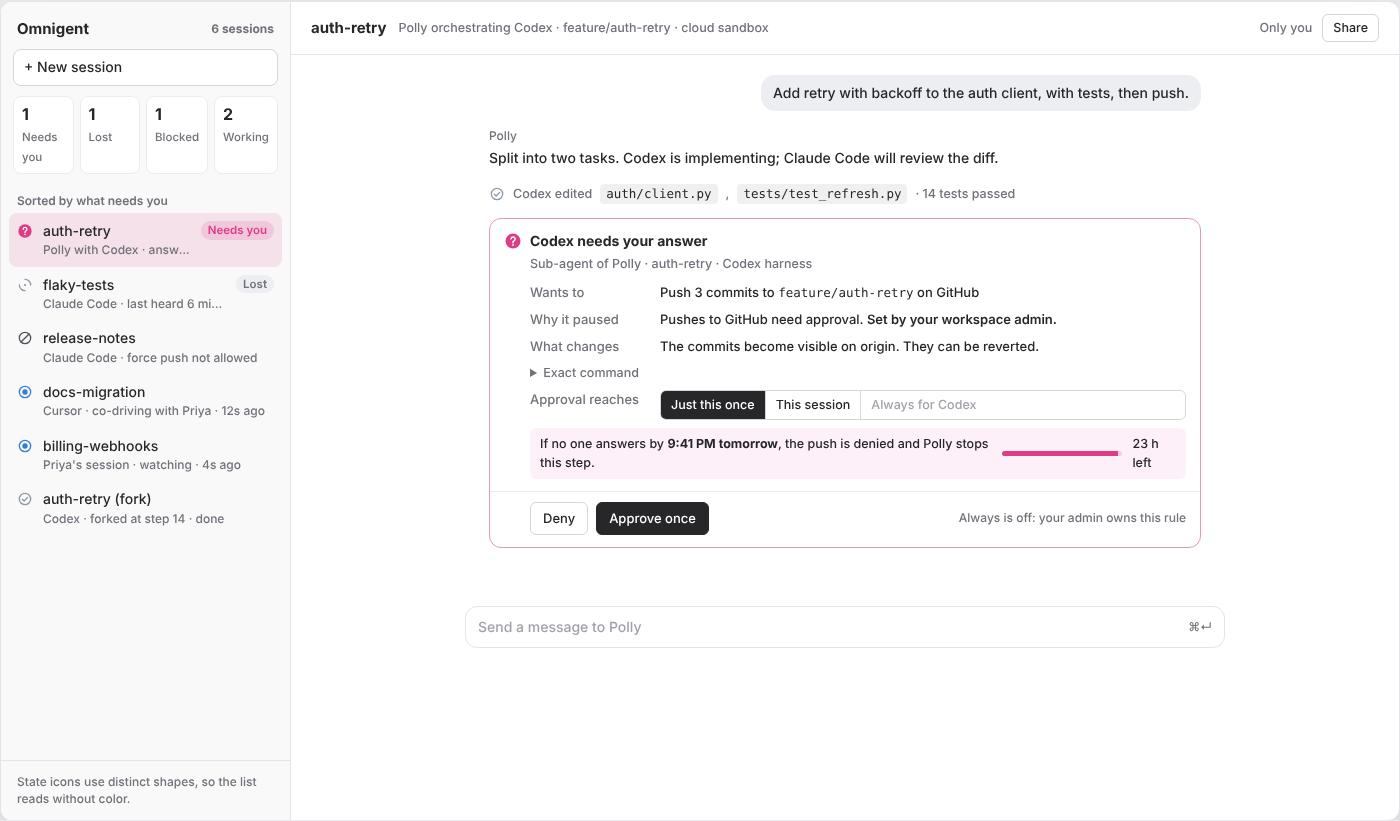 Omnigent
6 sessions
+ New session
1
Needs
you
1
Lost
1
Blocked
2
Working
Sorted by what needs you
auth-retry
Needs you
Polly with Codex · answ...
flaky-tests
Lost
Claude Code · last heard 6 mi...
release-notes
Claude Code · force push not allowed
docs-migration
Cursor · co-driving with Priya · 12s ago
billing-webhooks
Priya's session · watching · 4s ago
auth-retry (fork)
Codex · forked at step 14 · done
State icons use distinct shapes, so the list
reads without color.
auth-retry
Polly orchestrating Codex · feature/auth-retry · cloud sandbox
Only you
Share
Add retry with backoff to the auth client, with tests, then push.
Polly
Split into two tasks. Codex is implementing; Claude Code will review the diff.
Codex edited auth/client.py , tests/test_refresh.py · 14 tests passed
? Codex needs your answer
Sub-agent of Polly · auth-retry · Codex harness
Wants to
Push 3 commits to feature/auth-retry on GitHub
Why it paused
Pushes to GitHub need approval. Set by your workspace admin.
What changes
The commits become visible on origin. They can be reverted.
Exact command
Approval reaches
Just this once
This session
Always for Codex
If no one answers by 9:41 PM tomorrow, the push is denied and Polly stops
this step.
23 h
left
Deny
Approve once
Always is off: your admin owns this rule
Send a message to Polly
⌘↵